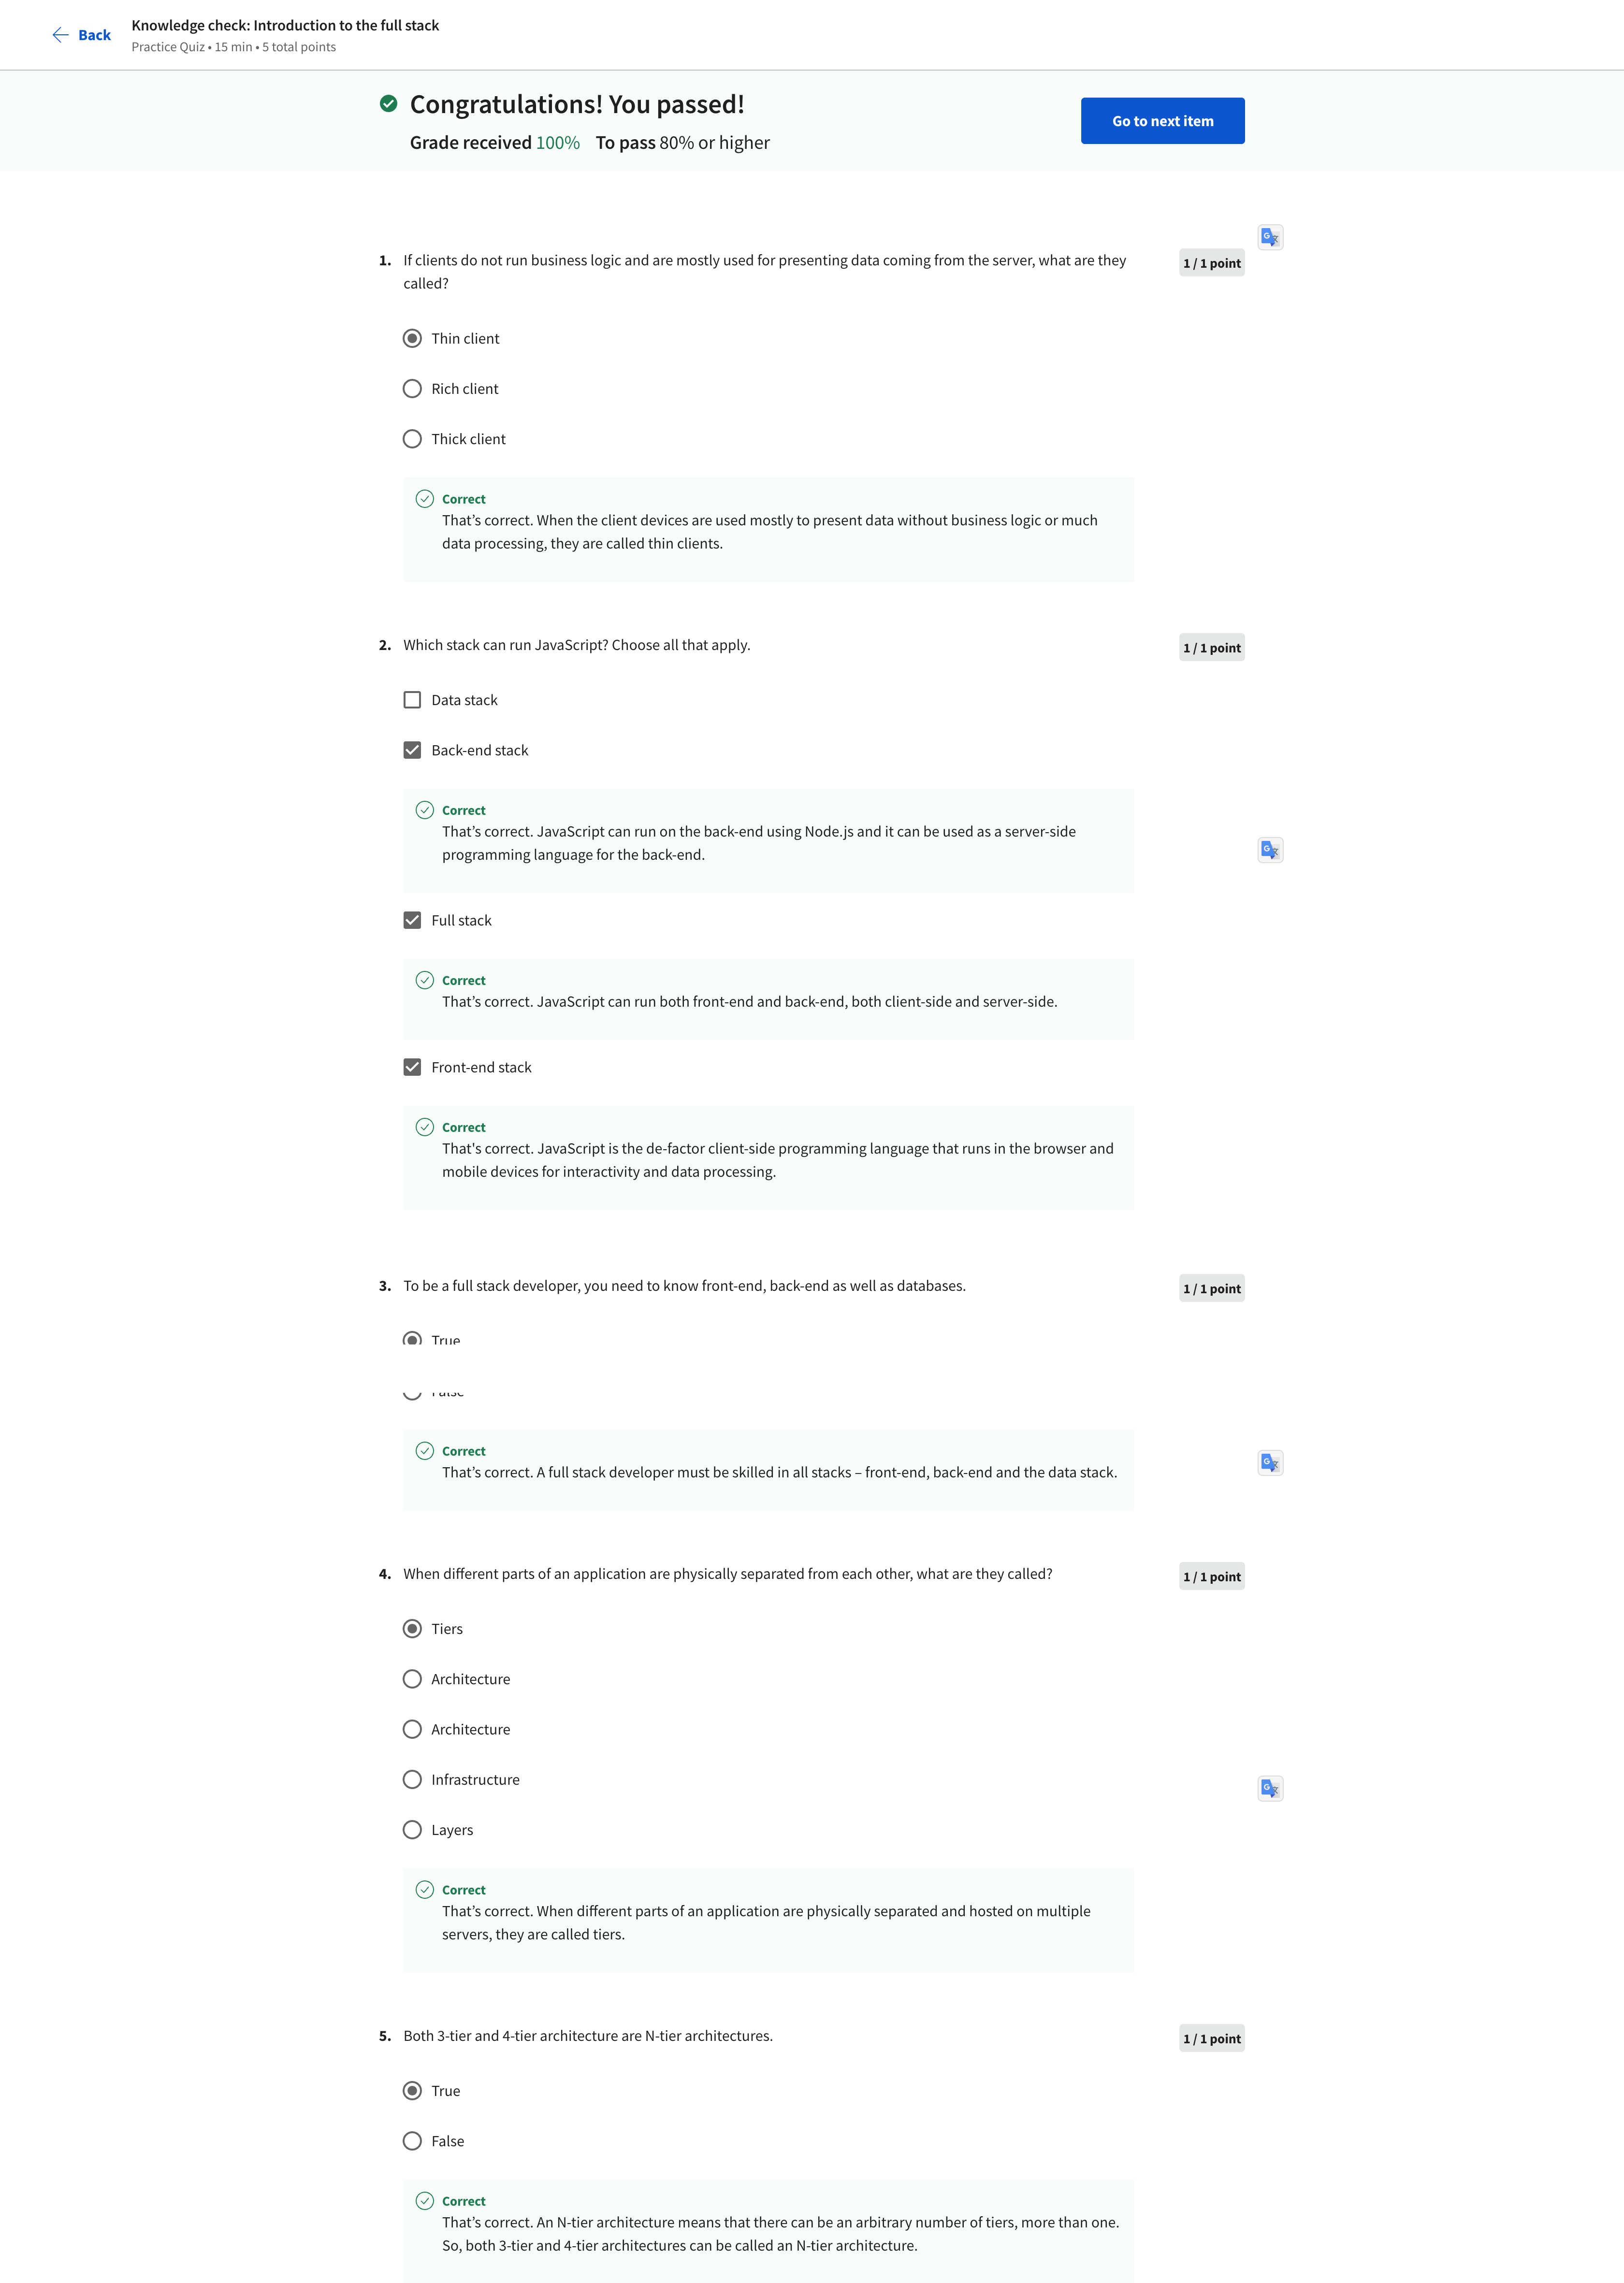 Back
Knowledge check: Introduction to the full stack
Practice Quiz • 15 min • 5 total points
Congratulations! You passed!
Grade received 100% To pass 80% or higher
Go to next item
1. If clients do not run business logic and are mostly used for presenting data coming from the server, what are they
called?
1 / 1 point
Thin client
Rich client
Thick client
Correct
That’s correct. When the client devices are used mostly to present data without business logic or much
data processing, they are called thin clients.
2. Which stack can run JavaScript? Choose all that apply.
1 / 1 point
Data stack
Back-end stack
Correct
That’s correct. JavaScript can run on the back-end using Node.js and it can be used as a server-side
programming language for the back-end.
Full stack
Correct
That’s correct. JavaScript can run both front-end and back-end, both client-side and server-side.
Front-end stack
Correct
That's correct. JavaScript is the de-factor client-side programming language that runs in the browser and
mobile devices for interactivity and data processing.
3. To be a full stack developer, you need to know front-end, back-end as well as databases.
1 / 1 point
True
False
Correct
That’s correct. A full stack developer must be skilled in all stacks – front-end, back-end and the data stack.
4. When different parts of an application are physically separated from each other, what are they called?
1 / 1 point
Tiers
Architecture
Architecture
Infrastructure
Layers
Correct
That’s correct. When different parts of an application are physically separated and hosted on multiple
servers, they are called tiers.
5. Both 3-tier and 4-tier architecture are N-tier architectures.
1 / 1 point
True
False
Correct
That’s correct. An N-tier architecture means that there can be an arbitrary number of tiers, more than one.
So, both 3-tier and 4-tier architectures can be called an N-tier architecture.